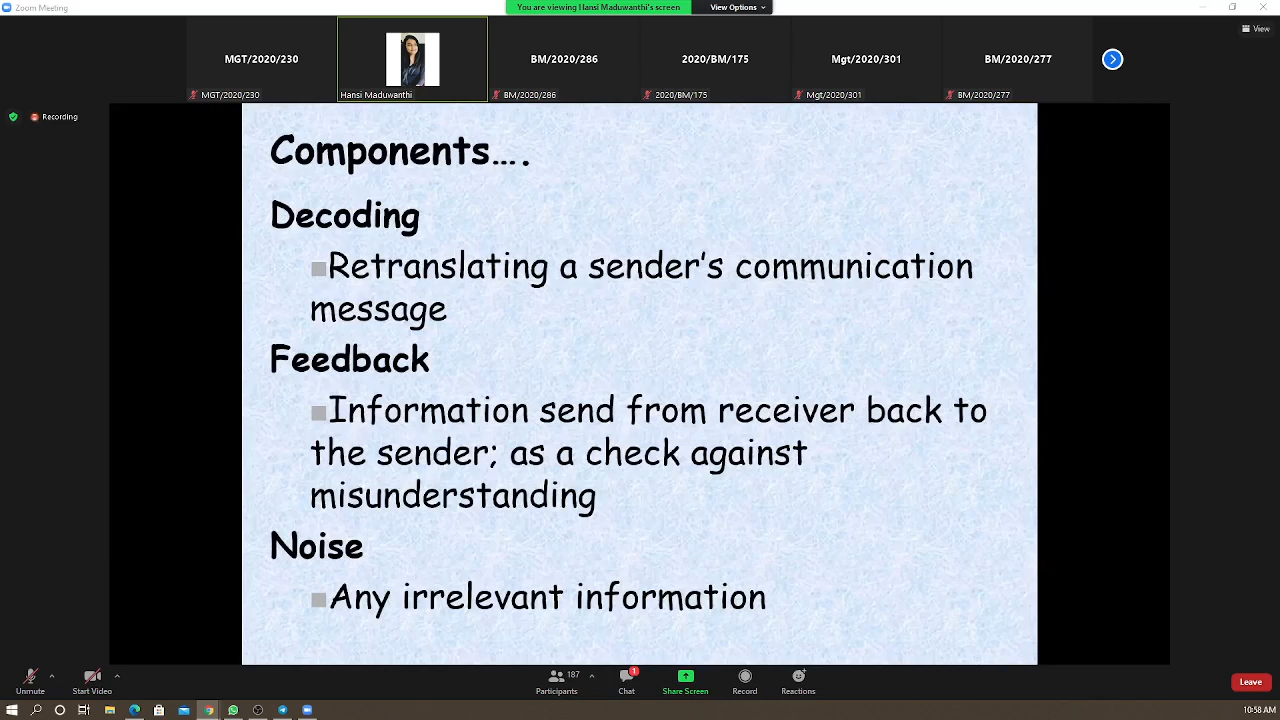 Zoom Meeting
You are viewing Hansi Maduwanthi's screen
View Options
View
MGT/2020/230
BM/2020/286
2020/BM/175
Mgt/2020/301
BM/2020/277
MGT/2020/230
Hansi Maduwanthi
BM/2020/286
2020/BM/175
Mgt/2020/301
BM/2020/277
Recording
Components….
Decoding
Retranslating a sender's communication
message
Feedback
Information send from receiver back to
the sender; as a check against
misunderstanding
Noise
Any irrelevant information
Unmute
Start Video
187
Participants
1
Chat
Share Screen
Record
Reactions
Leave
10:58 AM